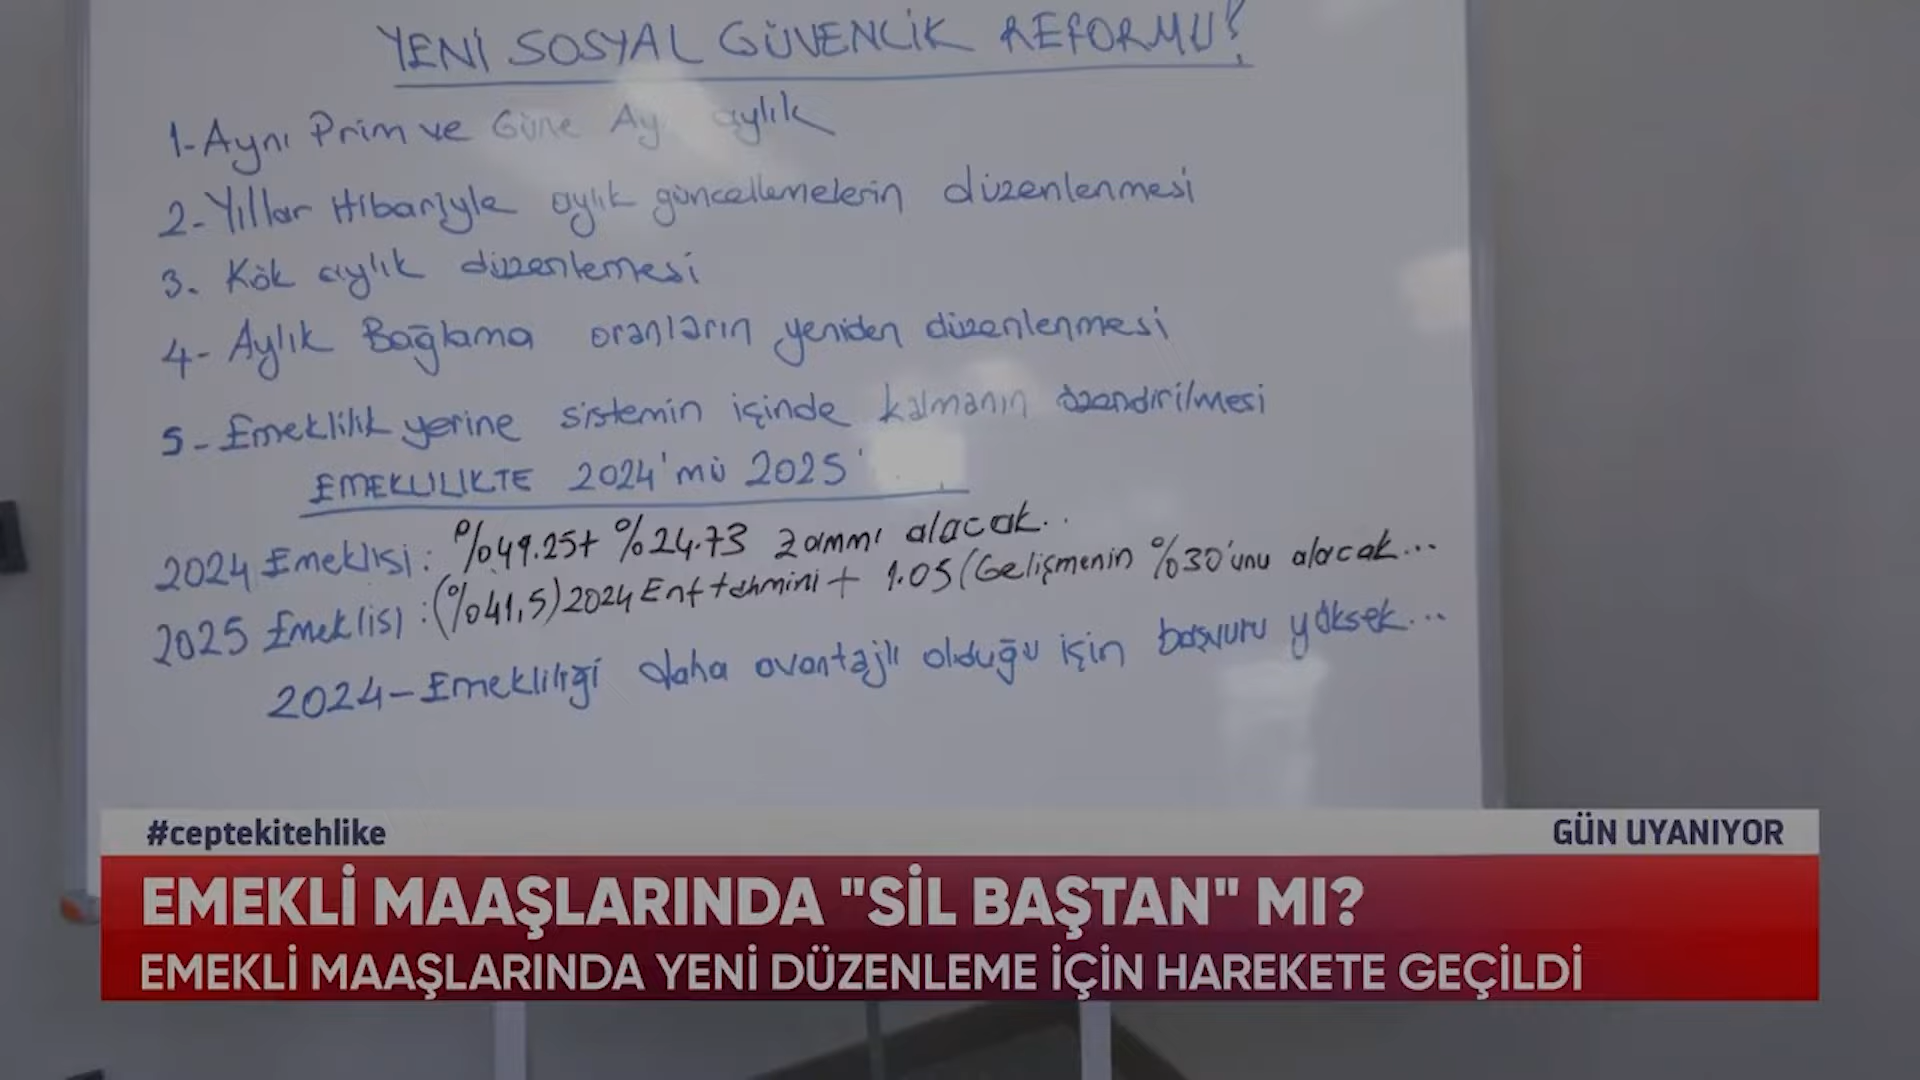 YENİ SOSYAL GÜVENLİK REFORMU?
1-Aynı Prim ve Güne Ay aylık
2-Yıllar itibariyle aylık güncellemelerin düzenlenmesi
3. Kök aylık düzenlemesi
4- Aylık Bağlama oranların yeniden düzenlenmesi
5-Emeklilik yerine sistemin içinde kalmanın özendirilmesi
EMEKLİLİKTE 2024'mü 2025'
2024 Emeklisi: %49.25+ %24.73 zammı alacak..
2025 Emeklisi:(%41,5)2024 Enf tahmini + 1.05(Gelişmenin %30'unu alacak...
2024-Emekliliği daha avantajlı olduğu için başvuru yüksek...
#ceptekitehlike
GÜN UYANIYOR
EMEKLİ MAAŞLARINDA "SİL BAŞTAN" MI?
EMEKLİ MAAŞLARINDA YENİ DÜZENLEME İÇİN HAREKETE GEÇİLDİ